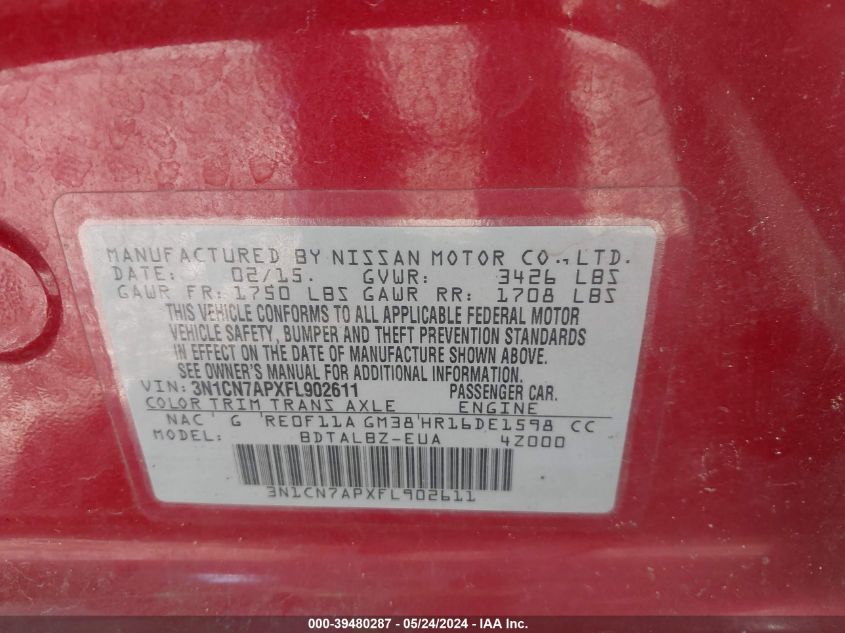 MANUFACTURED BY NISSAN MOTOR CO., LTD.
DATE: 02/15. GVWR: 3426 LBS
GAWR FR: 1750 LBS GAWR RR: 1708 LBS
THIS VEHICLE CONFORMS TO ALL APPLICABLE FEDERAL MOTOR
VEHICLE SAFETY, BUMPER AND THEFT PREVENTION STANDARDS
IN EFFECT ON THE DATE OF MANUFACTURE SHOWN ABOVE.
SEE OWNER'S MANUAL FOR ADDITIONAL INFORMATION.
VIN: 3N1CN7APXFL902611 PASSENGER CAR.
COLOR TRIM TRANS AXLE ENGINE
NAC G RE0F11A GM38 HR16DE1598 CC
MODEL: BDTALBZ-EUA 4Z000
3N1CN7APXFL902611
000-39480287 - 05/24/2024 - IAA Inc.